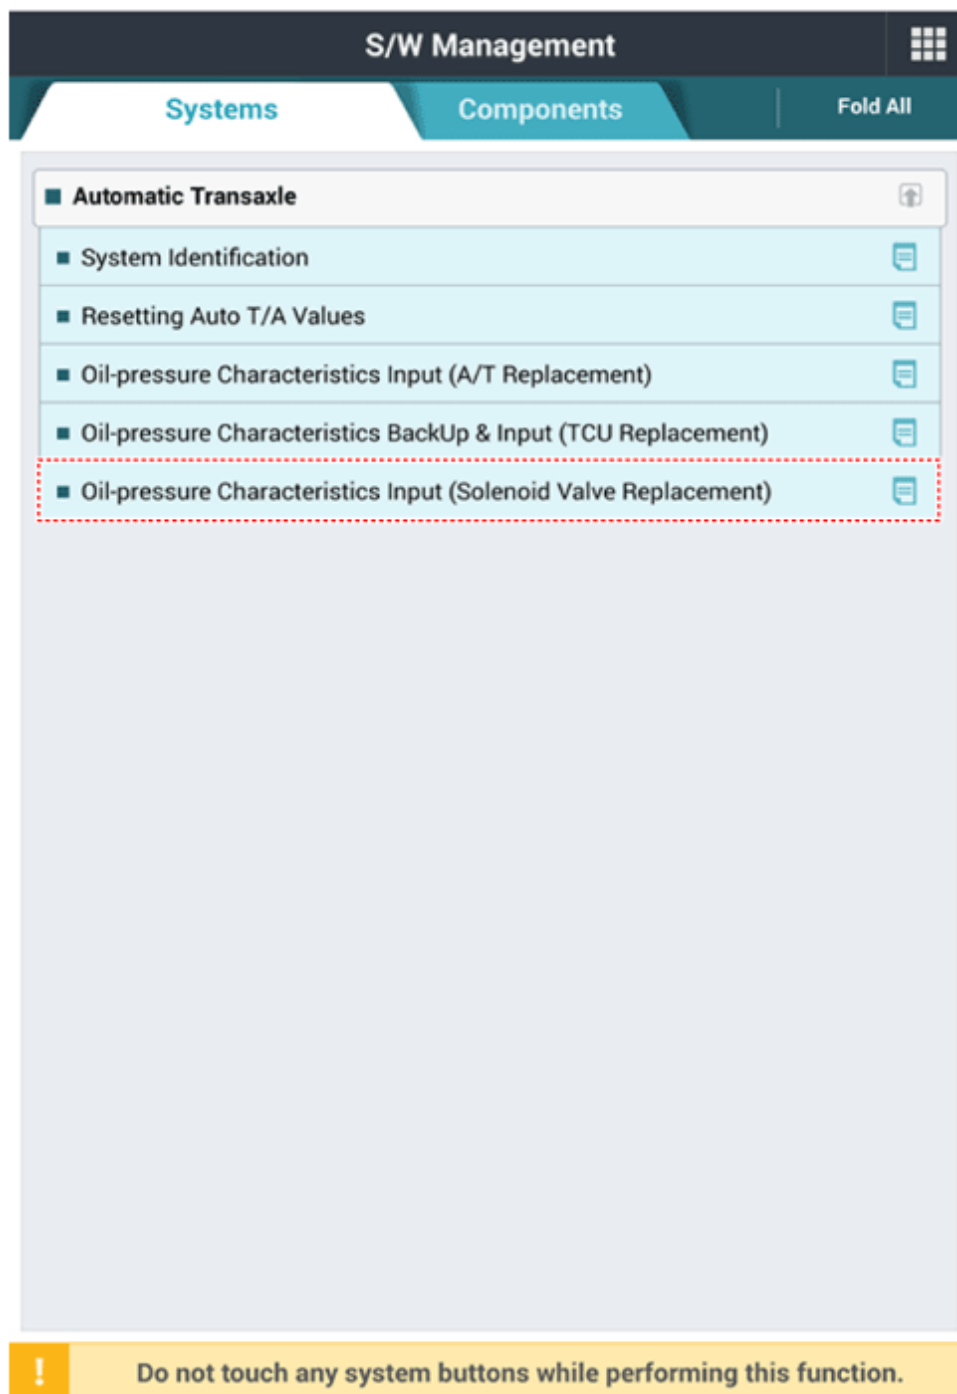 S/W Management
Systems
Components
Fold All
Automatic Transaxle
System Identification
Resetting Auto T/A Values
Oil-pressure Characteristics Input (A/T Replacement)
Oil-pressure Characteristics BackUp & Input (TCU Replacement)
Oil-pressure Characteristics Input (Solenoid Valve Replacement)
! Do not touch any system buttons while performing this function.